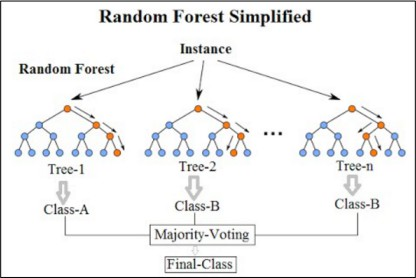 Random Forest Simplified
Instance
Random Forest
...
Tree-1 Tree-2 Tree-n
Class-A Class-B Class-B
Majority-Voting
Final-Class